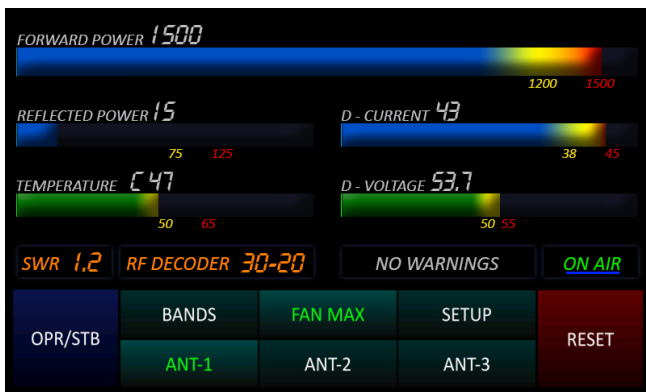 FORWARD POWER 1500
1200 1500
REFLECTED POWER 15 D - CURRENT 43
75 125 38 45
TEMPERATURE C 47 D - VOLTAGE 53.7
50 65 50 55
SWR 1.2 RF DECODER 30-20 NO WARNINGS ON AIR
BANDS FAN MAX SETUP
OPR/STB RESET
ANT-1 ANT-2 ANT-3